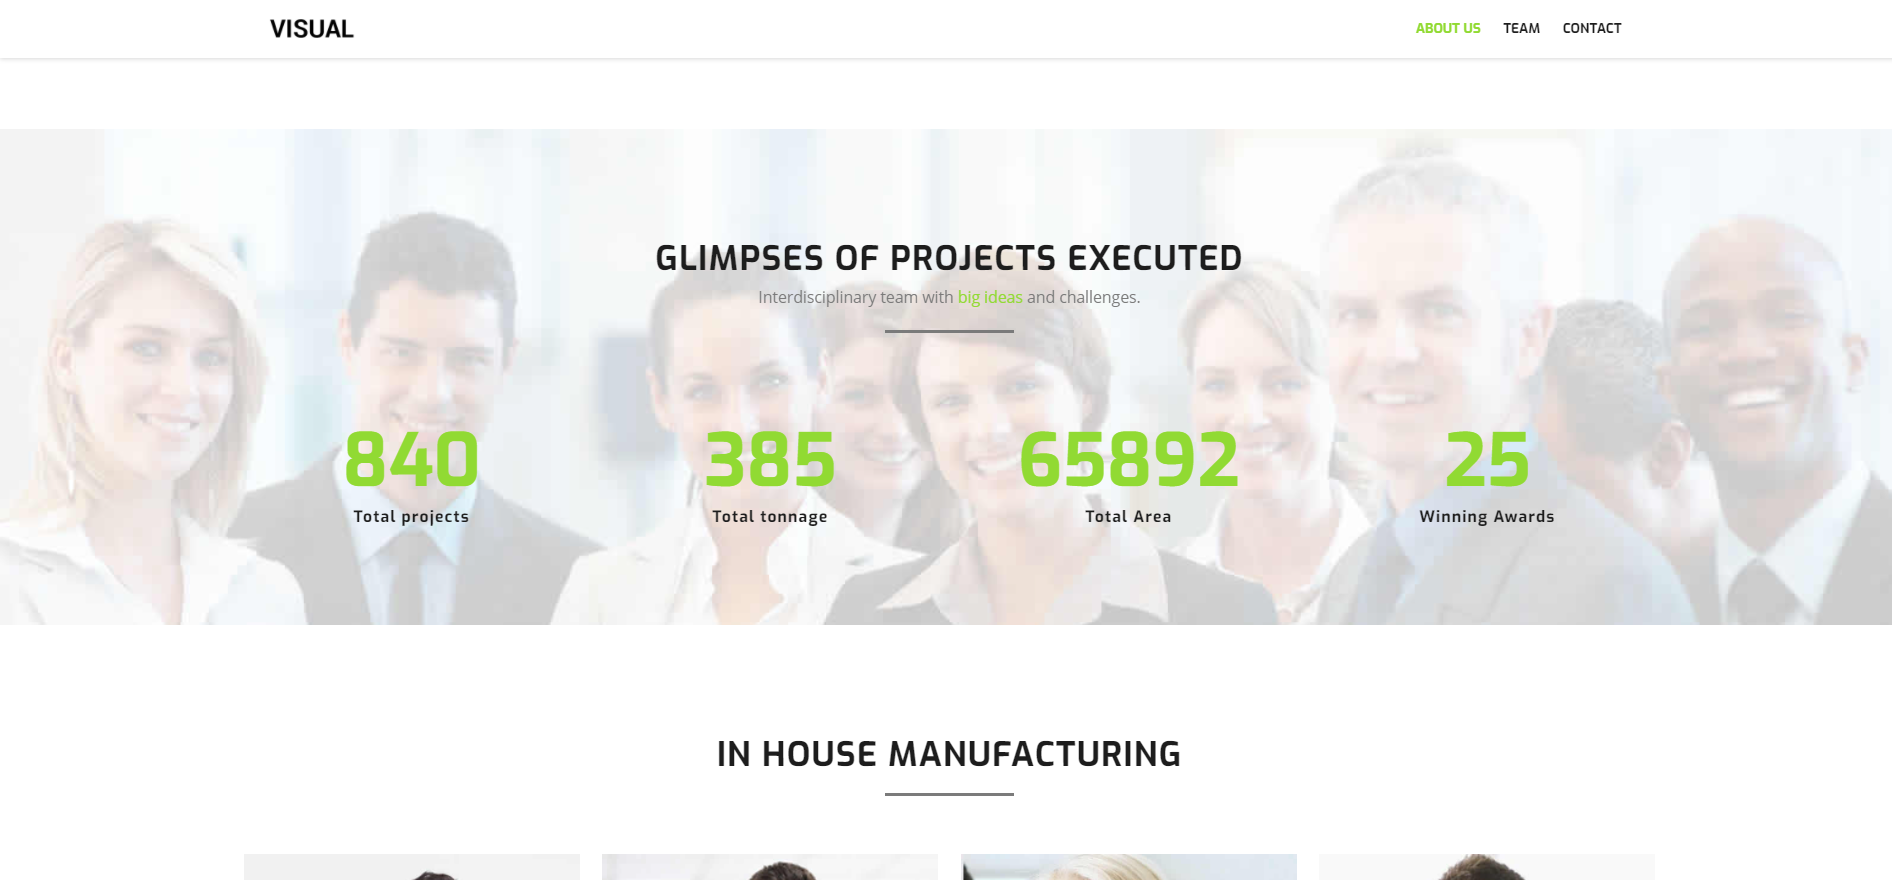 VISUAL
ABOUT US TEAM CONTACT
GLIMPSES OF PROJECTS EXECUTED
Interdisciplinary team with big ideas and challenges.
840 385 65892 25
Total projects Total tonnage Total Area Winning Awards
IN HOUSE MANUFACTURING